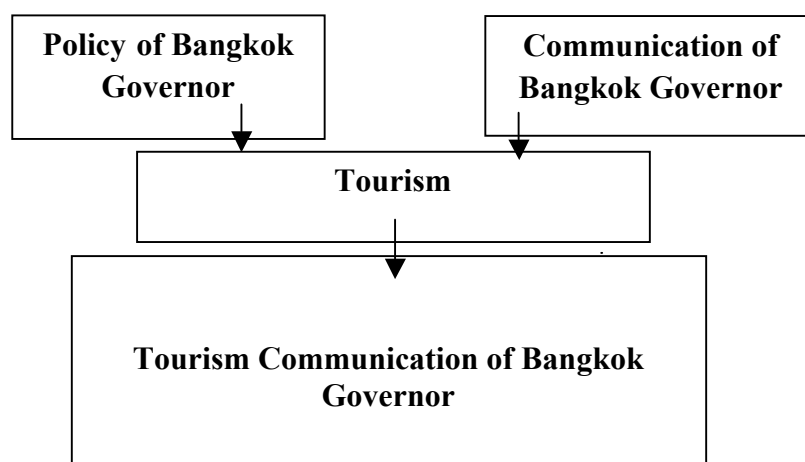 Policy of Bangkok
Governor
Communication of
Bangkok Governor
Tourism
Tourism Communication of Bangkok
Governor